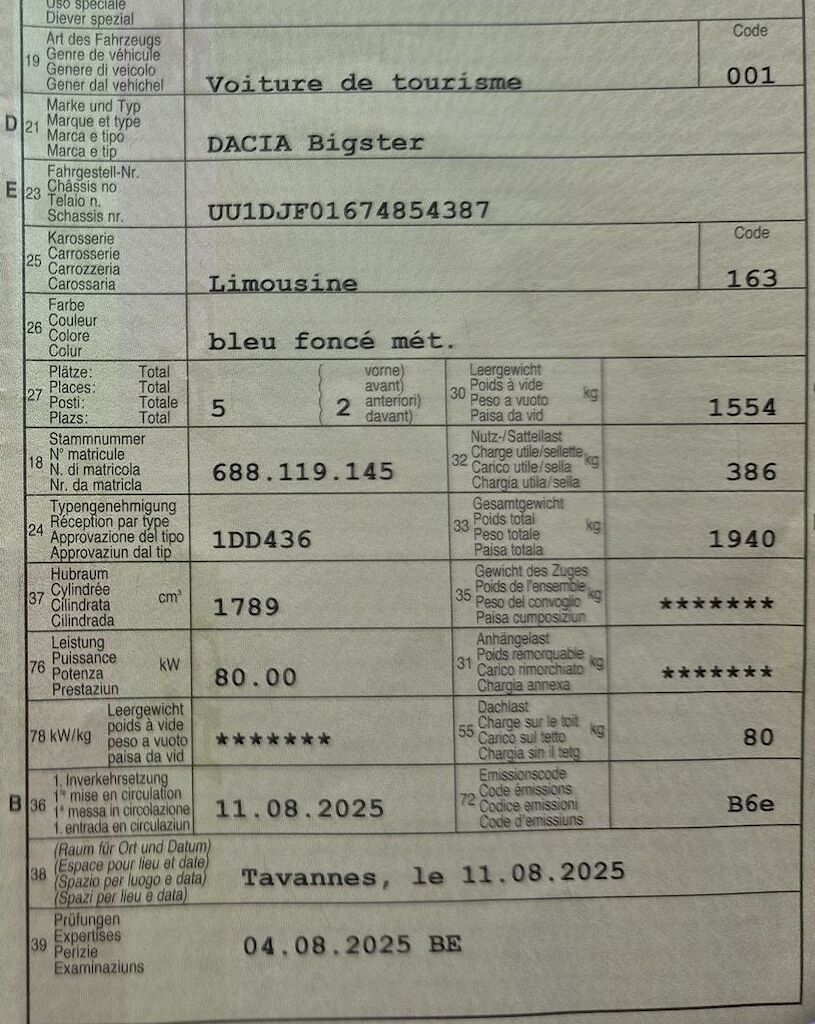 Uso speciale
Diever spezial
19 Art des Fahrzeugs
Genre de véhicule
Genere di veicolo
Gener dal vehichel
Voiture de tourisme
Code
001
D 21 Marke und Typ
Marque et type
Marca e tipo
Marca e tip
DACIA Bigster
E 23 Fahrgestell-Nr.
Châssis no
Telaio n.
Schassis nr.
UU1DJF01674854387
25 Karosserie
Carrosserie
Carrozzeria
Carossaria
Limousine
Code
163
26 Farbe
Couleur
Colore
Colur
bleu foncé mét.
27 Plätze: Total
Places: Total
Posti: Totale
Plazs: Total
5
( vorne)
( avant)
( 2 anteriori)
( davant)
30 Leergewicht
Poids à vide
Peso a vuoto
Paisa da vid
kg
1554
18 Stammnummer
N° matricule
N. di matricola
Nr. da matricla
688.119.145
32 Nutz-/Sattellast
Charge utile/sellette
Carico utile/sella
Chargia utila/sella
kg
386
24 Typengenehmigung
Réception par type
Approvazione del tipo
Approvaziun dal tip
1DD436
33 Gesamtgewicht
Poids total
Peso totale
Paisa totala
kg
1940
37 Hubraum
Cylindrée
Cilindrata
Cilindrada
cm³
1789
35 Gewicht des Zuges
Poids de l'ensemble
Peso del convoglio
Paisa cumposiziun
kg
*******
76 Leistung
Puissance
Potenza
Prestaziun
kW
80.00
31 Anhängelast
Poids remorquable
Carico rimorchiato
Chargia annexa
kg
*******
78 kW/kg
Leergewicht
poids à vide
peso a vuoto
paisa da vid
*******
55 Dachlast
Charge sur le toit
Carico sul tetto
Chargia sin il tetg
kg
80
B 36 1. Inverkehrsetzung
1re mise en circulation
1a messa in circolazione
1. entrada en circulaziun
11.08.2025
72 Emissionscode
Code émissions
Codice emissioni
Code d'emissiuns
B6e
38 (Raum für Ort und Datum)
(Espace pour lieu et date)
(Spazio per luogo e data)
(Spazi per lieu e data)
Tavannes, le 11.08.2025
39 Prüfungen
Expertises
Perizie
Examinaziuns
04.08.2025 BE